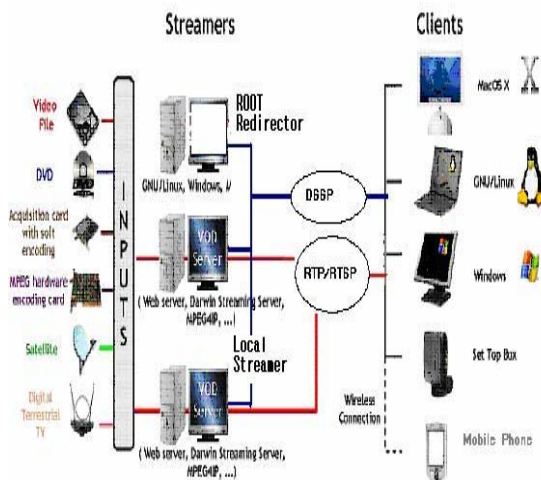 Streamers
Clients
Video
File
DVD
Acquisition card
with soft
encoding
MPEG hardware
encoding card
Satellite
Digital
Terrestrial
TV
INPUTS
ROOT
Redirector
GNU/Linux, Windows,
VOD
Server
( Web server, Darwin Streaming Server,
MPEG4IP, ...)
Local
Streamer
VOD
Server
( Web server, Darwin Streaming Server,
MPEG4IP, ...)
DSSP
RTP/RTSP
MacOS X
X
GNU/Linux
Windows
Set Top Box
Wireless
Connection
Mobile Phone